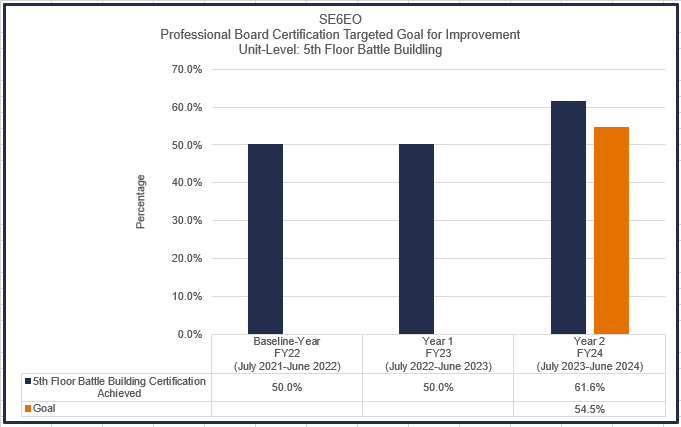 SE6EO
Professional Board Certification Targeted Goal for Improvement
Unit-Level: 5th Floor Battle Buildling
70.0%
60.0%
50.0%
40.0%
30.0%
20.0%
10.0%
0.0%
Percentage
Baseline-Year
FY22
(July 2021-June 2022)
Year 1
FY23
(July 2022-June 2023)
Year 2
FY24
(July 2023-June 2024)
5th Floor Battle Building Certification
Achieved
50.0% 50.0% 61.6%
Goal 54.5%